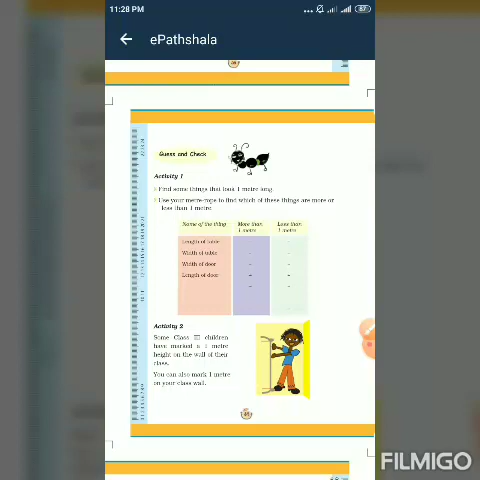 11:28 PM
87
ePathshala
Guess and Check
Activity 1
Find some things that look 1 metre long.
Use your metre-rope to find which of these things are more or
less than 1 metre.
Name of the thing
More than
1 metre
Less than
1 metre
Length of table
Width of table
Width of door
Length of door
Activity 2
Some Class III children
have marked a 1 metre
height on the wall of their
class.
You can also mark 1 metre
on your class wall.
FILMIGO